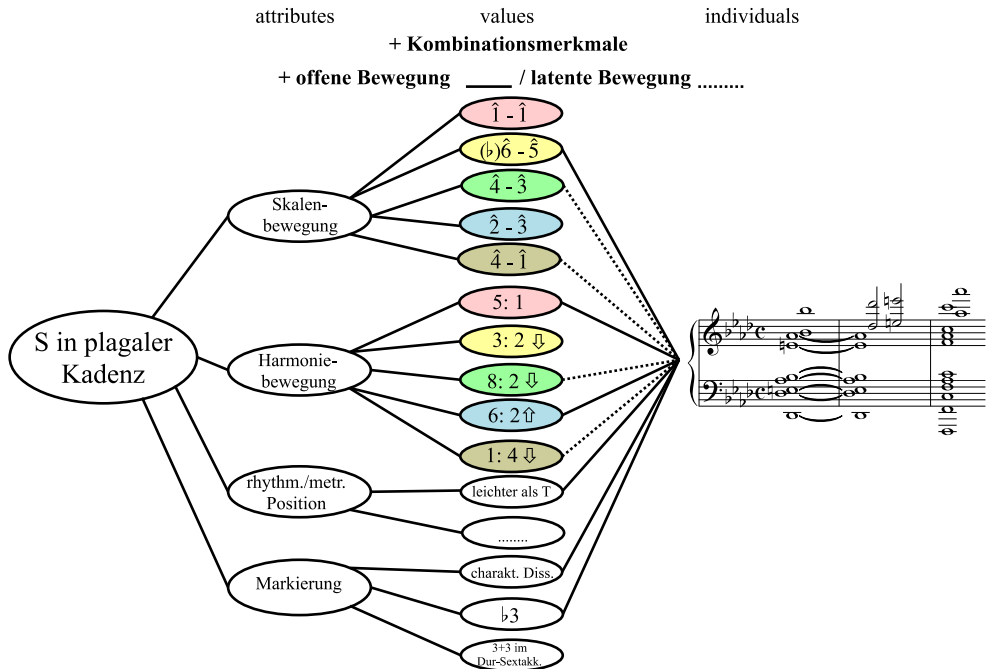 attributes values individuals
+ Kombinationsmerkmale
+ offene Bewegung ____ / latente Bewegung .........
1̂ - 1̂
(♭)6̂ - 5̂
4̂ - 3̂
Skalen-
bewegung
2̂ - 3̂
4̂ - 1̂
S in plagaler
Kadenz
5: 1
3: 2 ⇩
Harmonie-
bewegung
8: 2 ⇩
6: 2⇧
1: 4 ⇩
rhythm./metr.
Position
leichter als T
........
Markierung
charakt. Diss.
♭3
3+3 im
Dur-Sextakk.